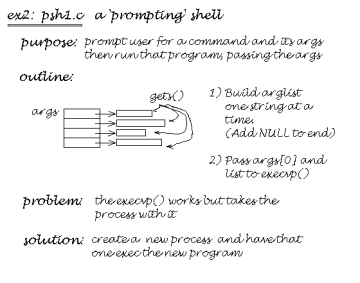 ex2: psh1.c a 'prompting' shell
purpose: prompt user for a command and its args
then run that program, passing the args
outline:
gets()
args
1) Build arglist
one string at a
time.
(Add NULL to end)
2) Pass args[0] and
list to execvp()
problem: the execvp() works but takes the
process with it
solution: create a new process and have that
one exec the new program